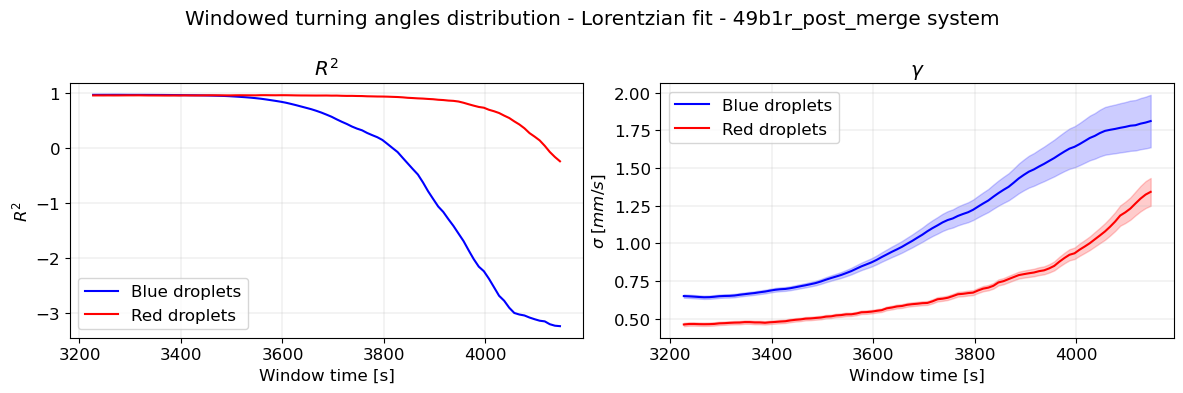 Windowed turning angles distribution - Lorentzian fit - 49b1r_post_merge system
R²
1
0
−1
−2
−3
R²
Blue droplets
Red droplets
3200
3400
3600
3800
4000
Window time [s]
γ
2.00
1.75
1.50
1.25
1.00
0.75
0.50
σ [mm/s]
Blue droplets
Red droplets
3200
3400
3600
3800
4000
Window time [s]